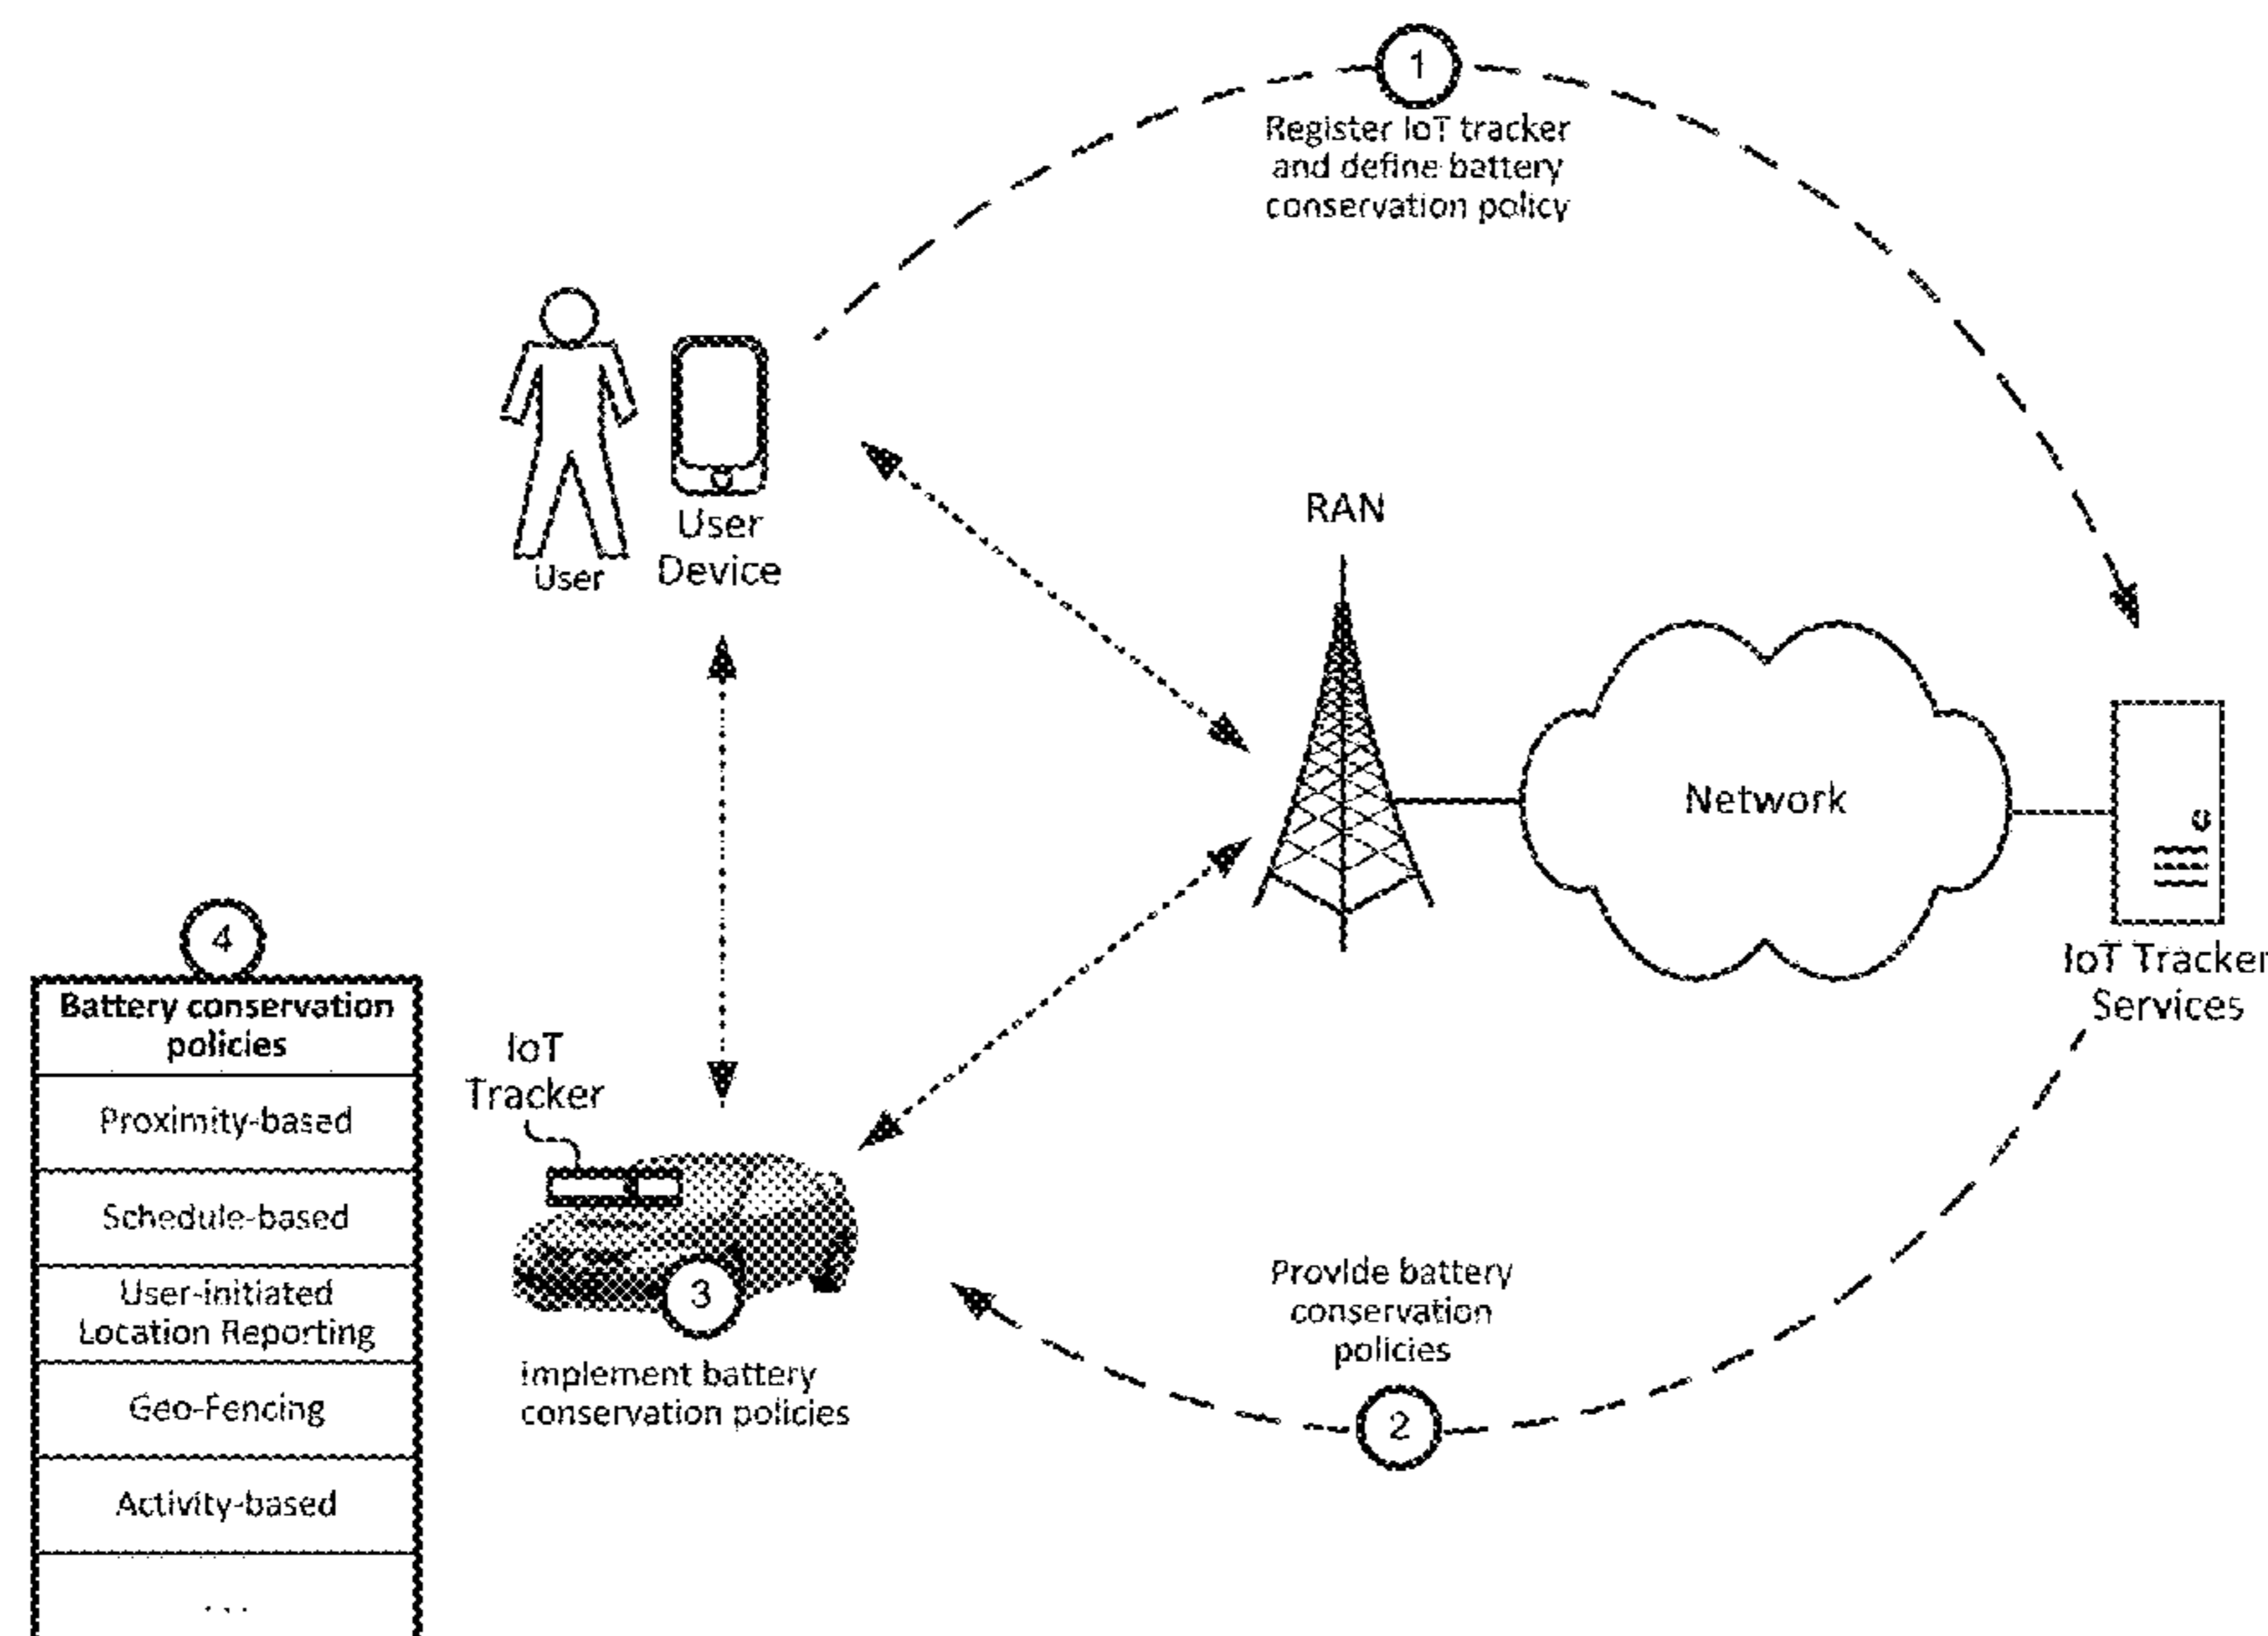 1
Register IoT tracker
and define battery
conservation policy
User
User
Device
RAN
Network
IoT Tracker
Services
4
Battery conservation
policies
Proximity-based
Schedule-based
User-initiated
Location Reporting
Geo-Fencing
Activity-based
...
IoT
Tracker
3
Implement battery
conservation policies
Provide battery
conservation
policies
2